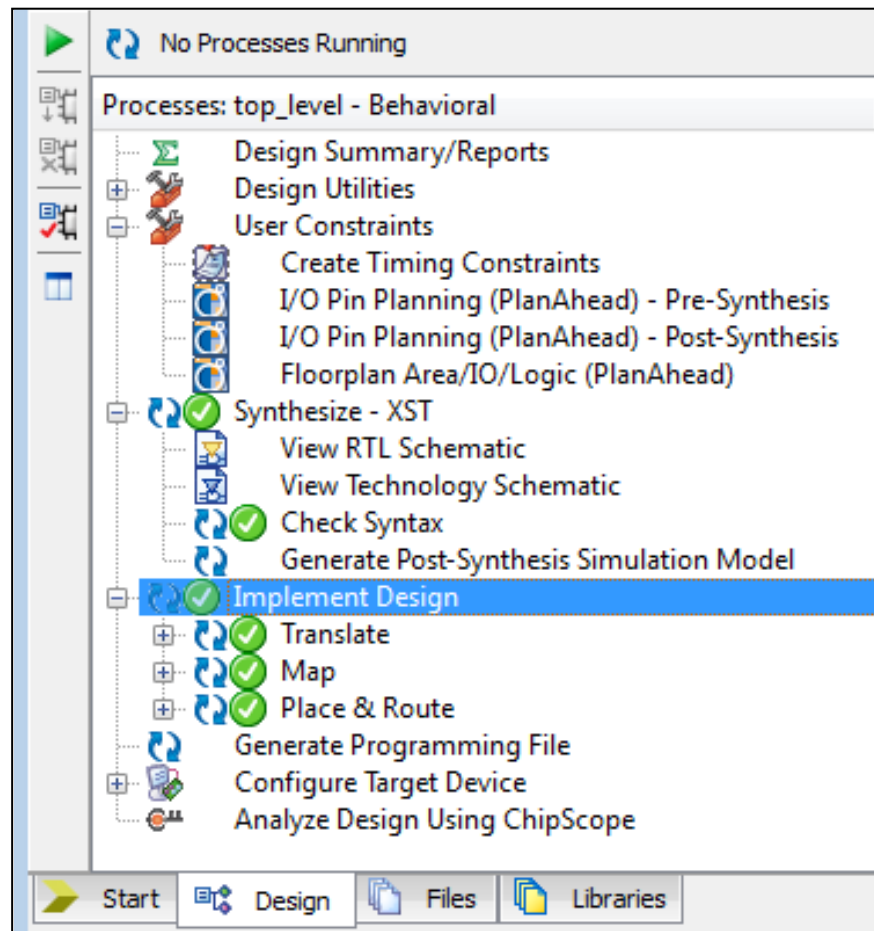 No Processes Running
Processes: top_level - Behavioral
Design Summary/Reports
Design Utilities
User Constraints
Create Timing Constraints
I/O Pin Planning (PlanAhead) - Pre-Synthesis
I/O Pin Planning (PlanAhead) - Post-Synthesis
Floorplan Area/IO/Logic (PlanAhead)
Synthesize - XST
View RTL Schematic
View Technology Schematic
Check Syntax
Generate Post-Synthesis Simulation Model
Implement Design
Translate
Map
Place & Route
Generate Programming File
Configure Target Device
Analyze Design Using ChipScope
Start Design Files Libraries